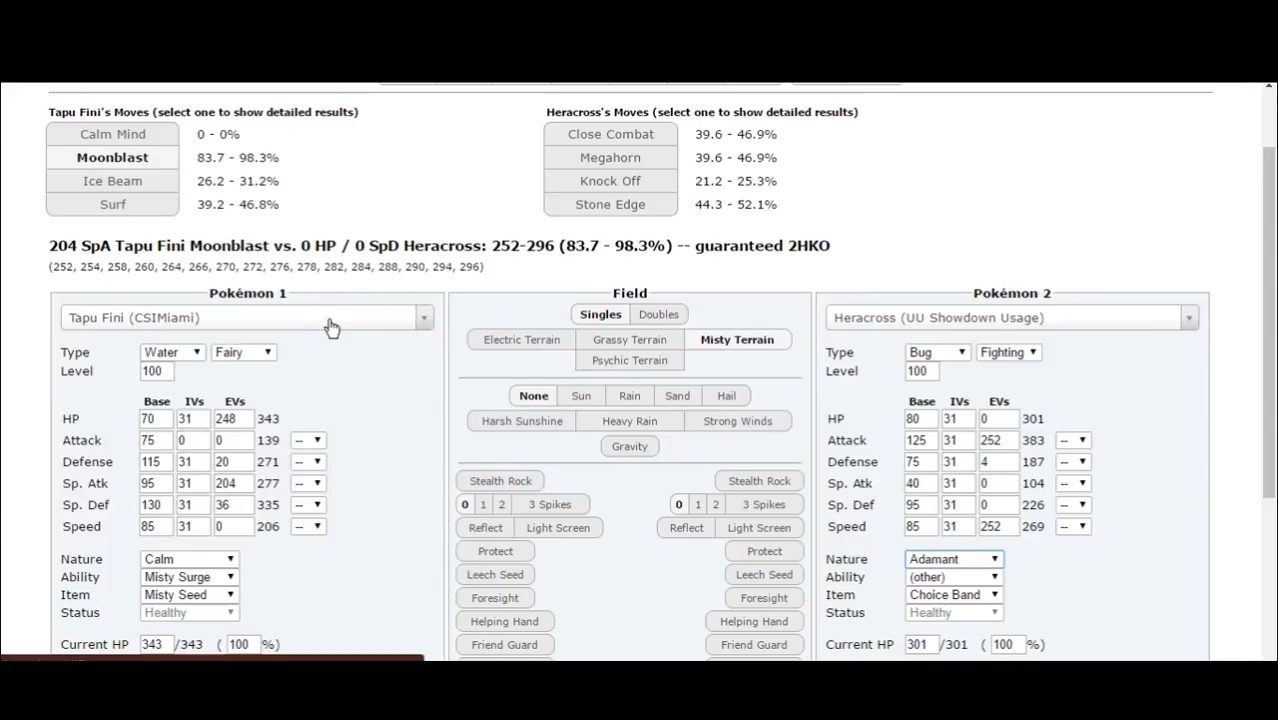 Tapu Fini's Moves (select one to show detailed results) Heracross's Moves (select one to show detailed results)
Calm Mind 0 - 0% Close Combat 39.6 - 46.9%
Moonblast 83.7 - 98.3% Megahorn 39.6 - 46.9%
Ice Beam 26.2 - 31.2% Knock Off 21.2 - 25.3%
Surf 39.2 - 46.8% Stone Edge 44.3 - 52.1%
204 SpA Tapu Fini Moonblast vs. 0 HP / 0 SpD Heracross: 252-296 (83.7 - 98.3%) -- guaranteed 2HKO
(252, 254, 258, 260, 264, 266, 270, 272, 276, 278, 282, 284, 288, 290, 294, 296)
Pokémon 1
Tapu Fini (CSIMiami)
Type Water Fairy
Level 100
Base IVs EVs
HP 70 31 248 343
Attack 75 0 0 139 --
Defense 115 31 20 271 --
Sp. Atk 95 31 204 277 --
Sp. Def 130 31 36 335 --
Speed 85 31 0 206 --
Nature Calm
Ability Misty Surge
Item Misty Seed
Status Healthy
Current HP 343 /343 ( 100 %)
Field
Singles Doubles
Electric Terrain Grassy Terrain Misty Terrain
Psychic Terrain
None Sun Rain Sand Hail
Harsh Sunshine Heavy Rain Strong Winds
Gravity
Stealth Rock Stealth Rock
0 1 2 3 Spikes 0 1 2 3 Spikes
Reflect Light Screen Reflect Light Screen
Protect Protect
Leech Seed Leech Seed
Foresight Foresight
Helping Hand Helping Hand
Friend Guard Friend Guard
Pokémon 2
Heracross (UU Showdown Usage)
Type Bug Fighting
Level 100
Base IVs EVs
HP 80 31 0 301
Attack 125 31 252 383 --
Defense 75 31 4 187 --
Sp. Atk 40 31 0 104 --
Sp. Def 95 31 0 226 --
Speed 85 31 252 269 --
Nature Adamant
Ability (other)
Item Choice Band
Status Healthy
Current HP 301 /301 ( 100 %)